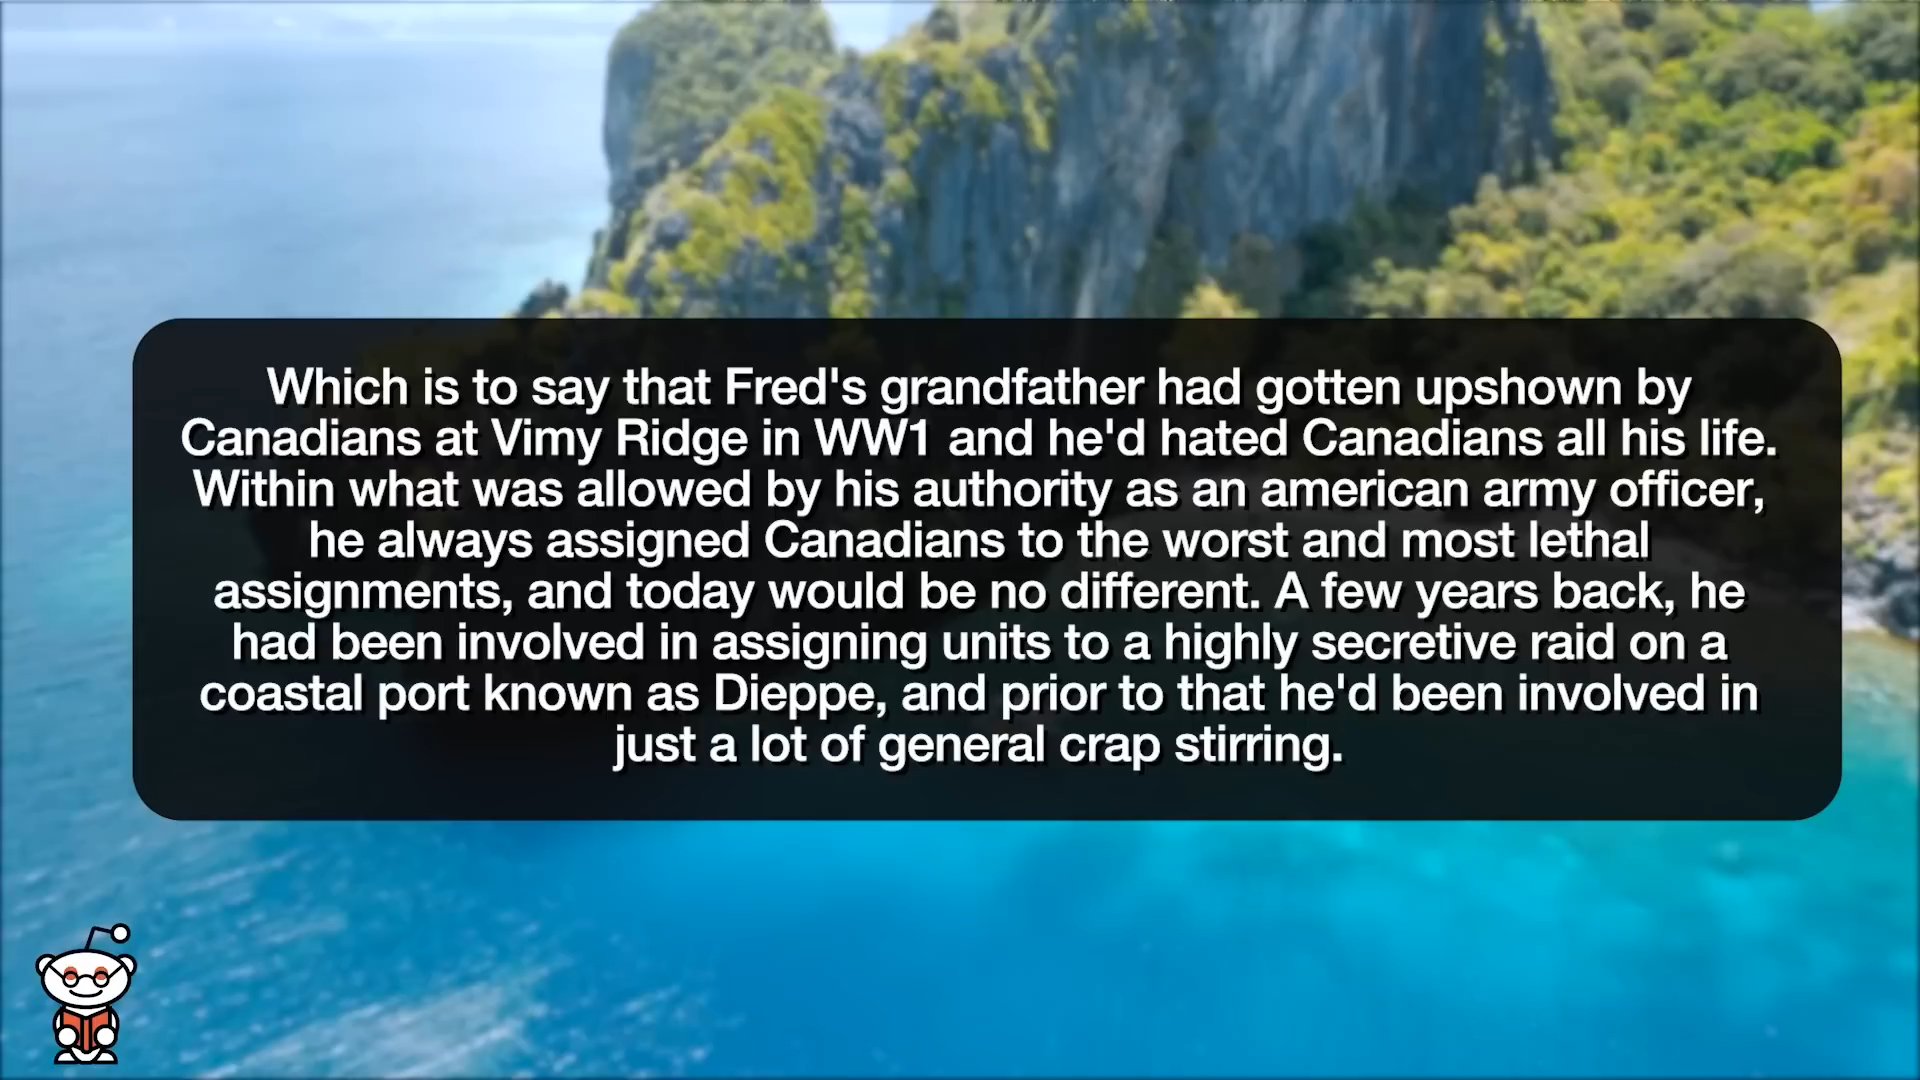 Which is to say that Fred's grandfather had gotten upshown by
Canadians at Vimy Ridge in WW1 and he'd hated Canadians all his life.
Within what was allowed by his authority as an american army officer,
he always assigned Canadians to the worst and most lethal
assignments, and today would be no different. A few years back, he
had been involved in assigning units to a highly secretive raid on a
coastal port known as Dieppe, and prior to that he'd been involved in
just a lot of general crap stirring.